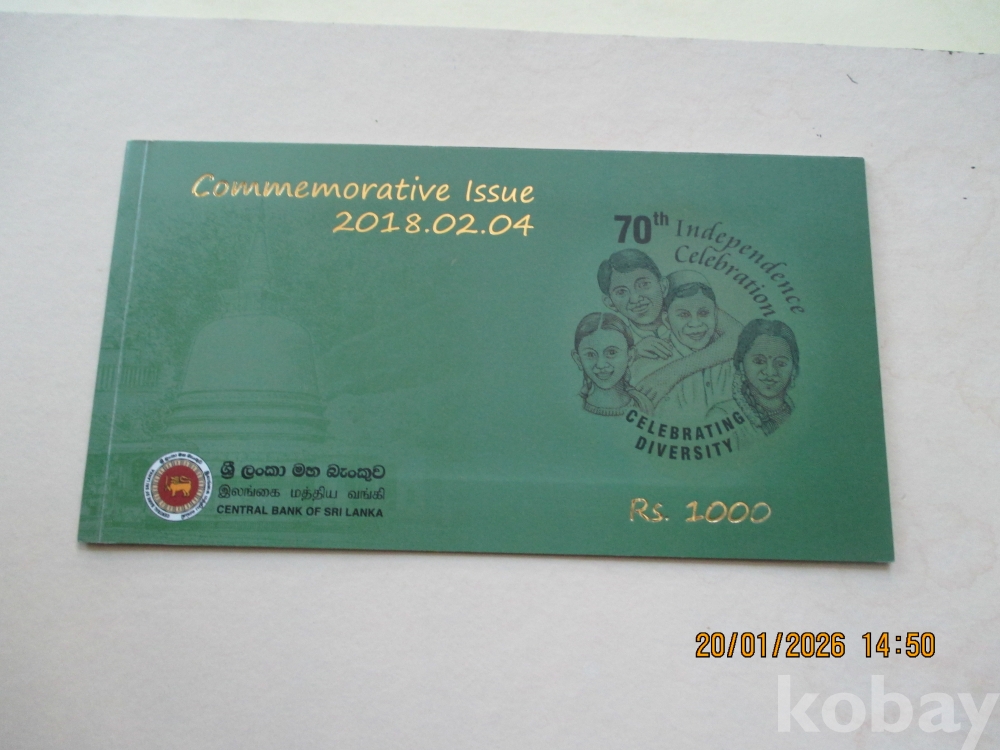 Commemorative Issue
2018.02.04
70th Independence
Celebration
CELEBRATING
DIVERSITY
ශ්‍රී ලංකා මහ බැංකුව
இலங்கை மத்திய வங்கி
CENTRAL BANK OF SRI LANKA
Rs. 1000
20/01/2026 14:50
kobay